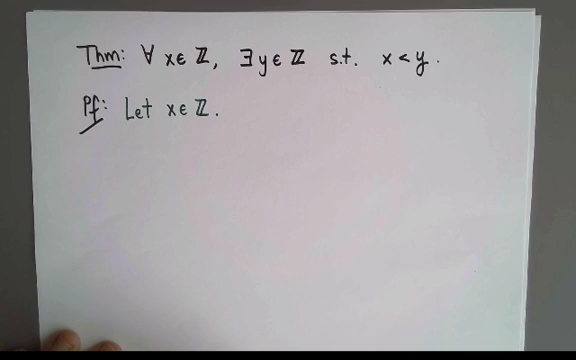 Thm: ∀ x ∈ ℤ, ∃ y ∈ ℤ s.t. x < y.
Pf: Let x ∈ ℤ.